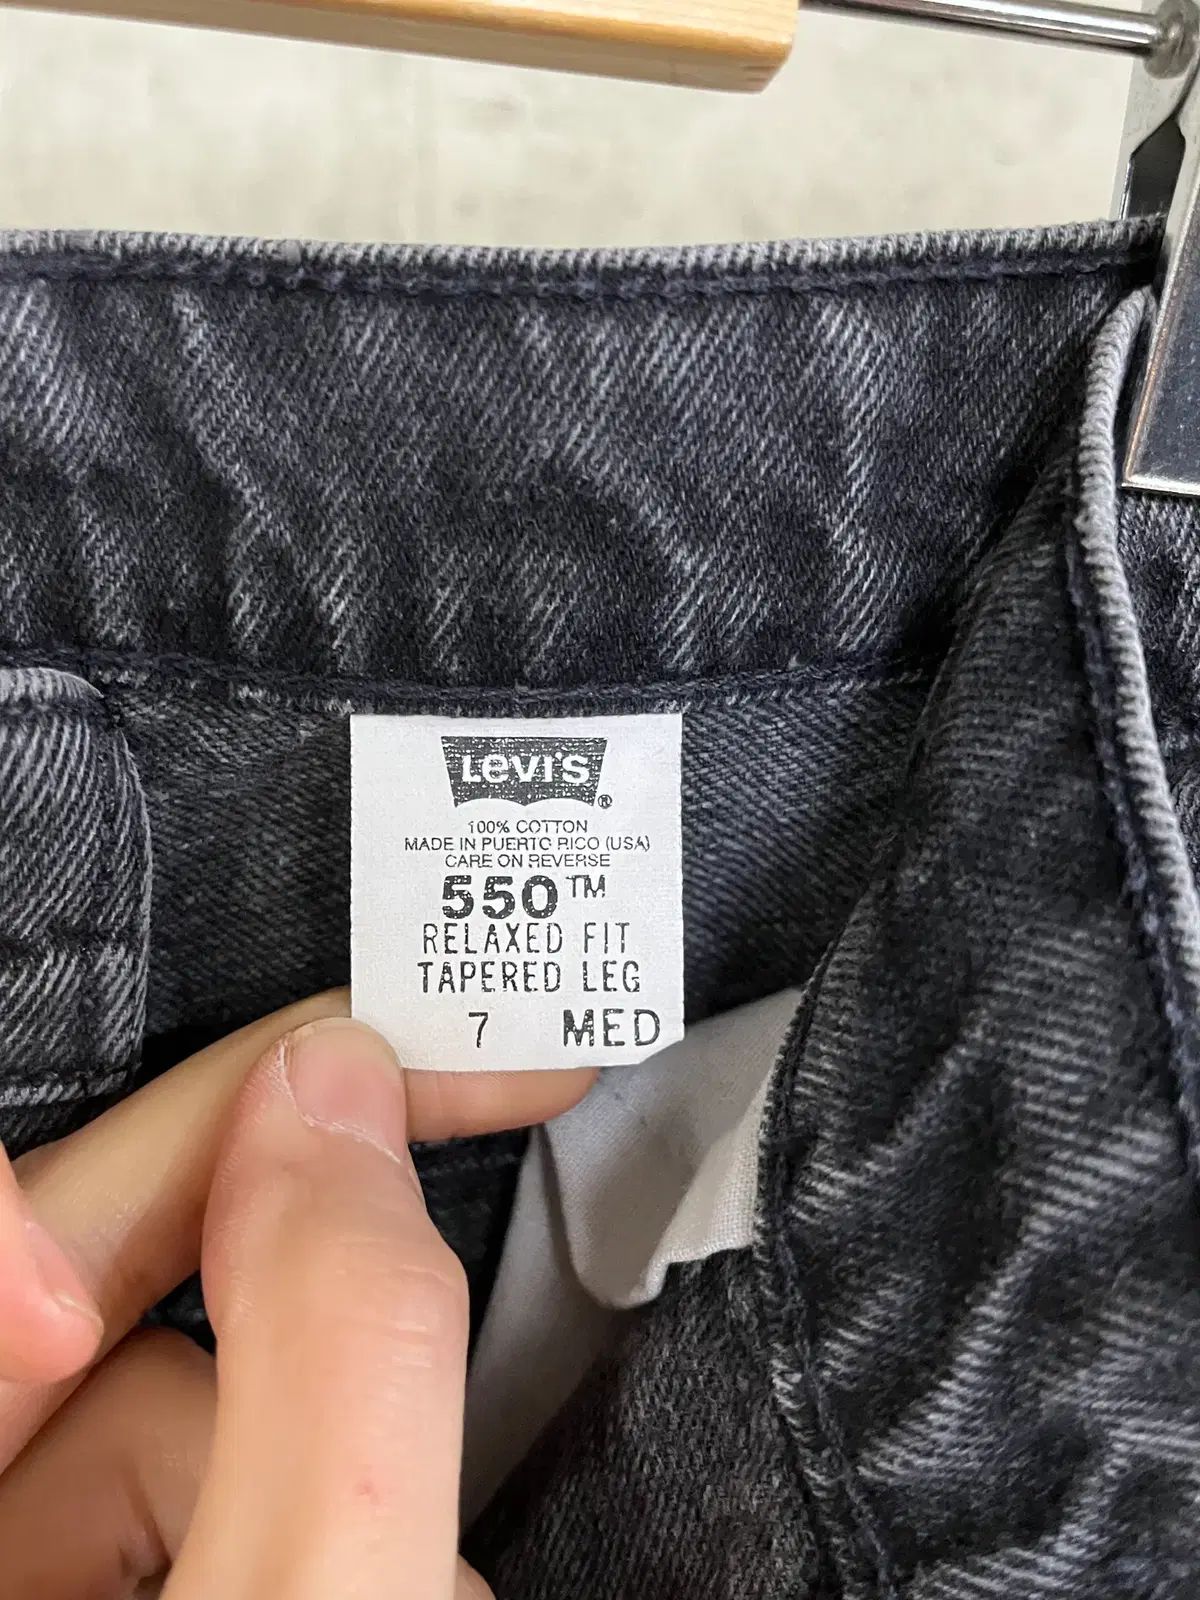 Levi's ®
100% COTTON
MADE IN PUERTO RICO (USA)
CARE ON REVERSE
550™
RELAXED FIT
TAPERED LEG
7 MED